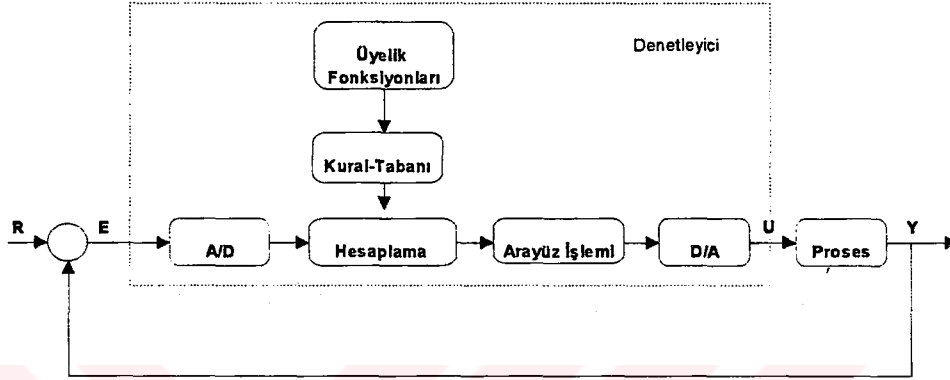 Denetleyici
Üyelik
Fonksiyonları
Kural-Tabanı
R
E
A/D
Hesaplama
Arayüz İşlemi
D/A
U
Proses
Y